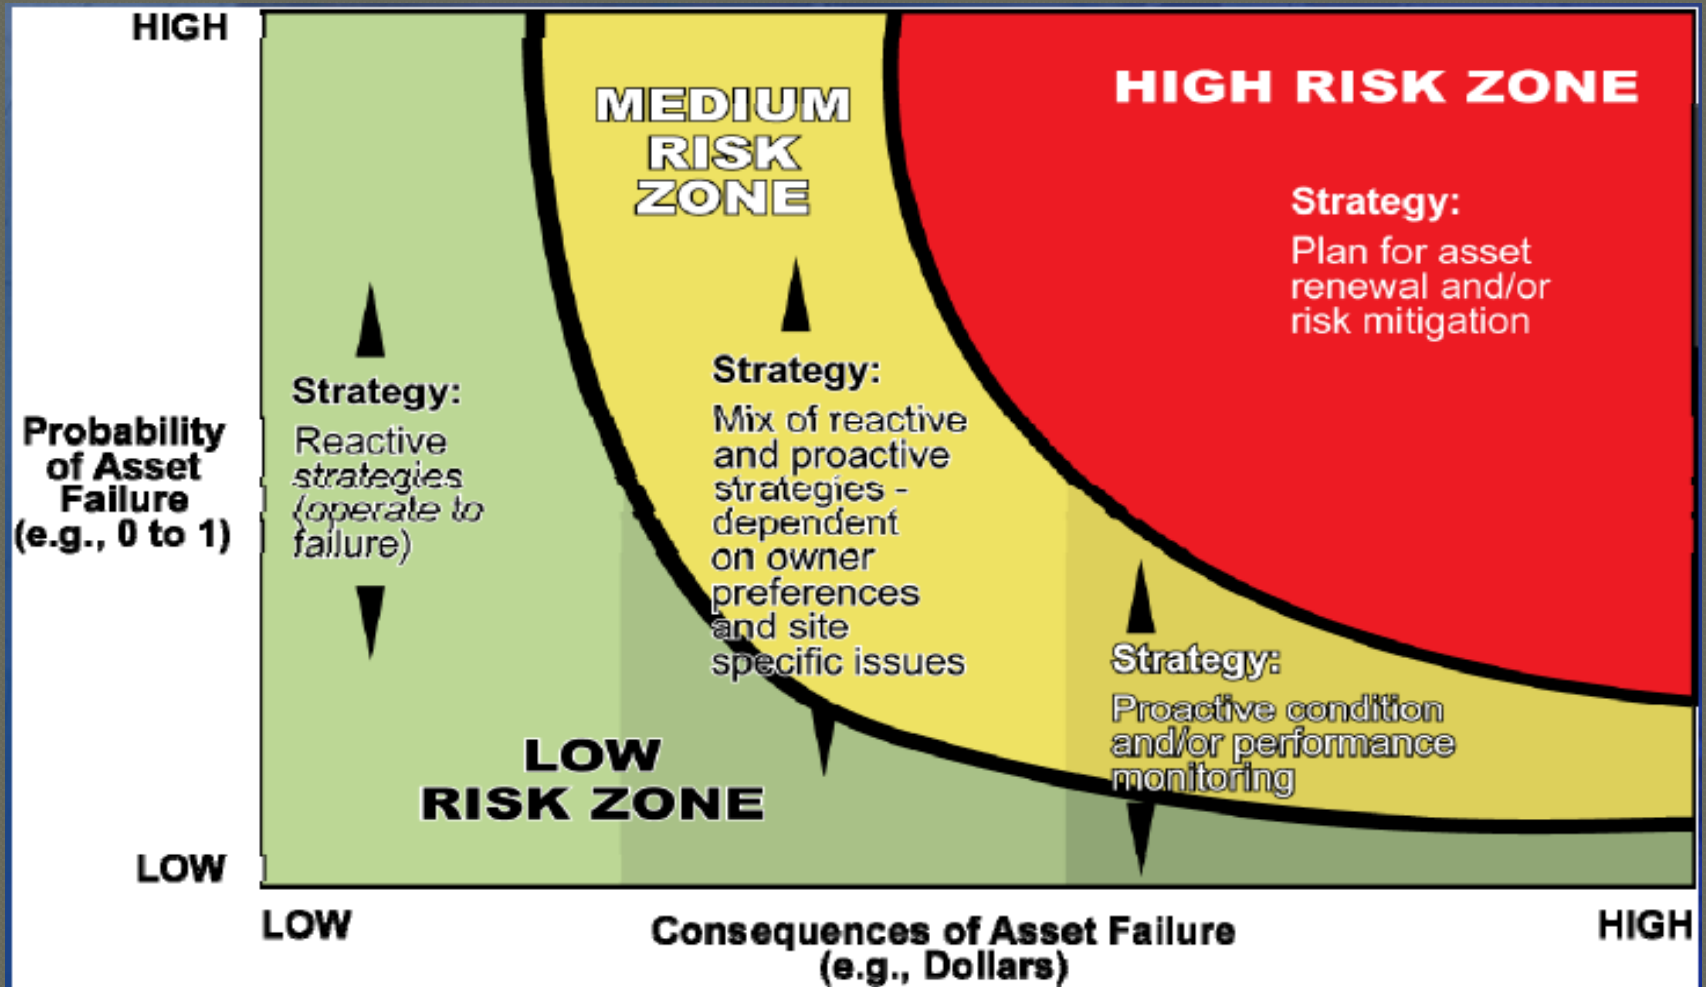 HIGH
MEDIUM
RISK
ZONE
HIGH RISK ZONE
Strategy:
Plan for asset
renewal and/or
risk mitigation
Strategy:
Reactive
strategies
(operate to
failure)
Strategy:
Mix of reactive
and proactive
strategies -
dependent
on owner
preferences
and site
specific issues
Probability
of Asset
Failure
(e.g., 0 to 1)
Strategy:
Proactive condition
and/or performance
monitoring
LOW
RISK ZONE
LOW
LOW
Consequences of Asset Failure
(e.g., Dollars)
HIGH